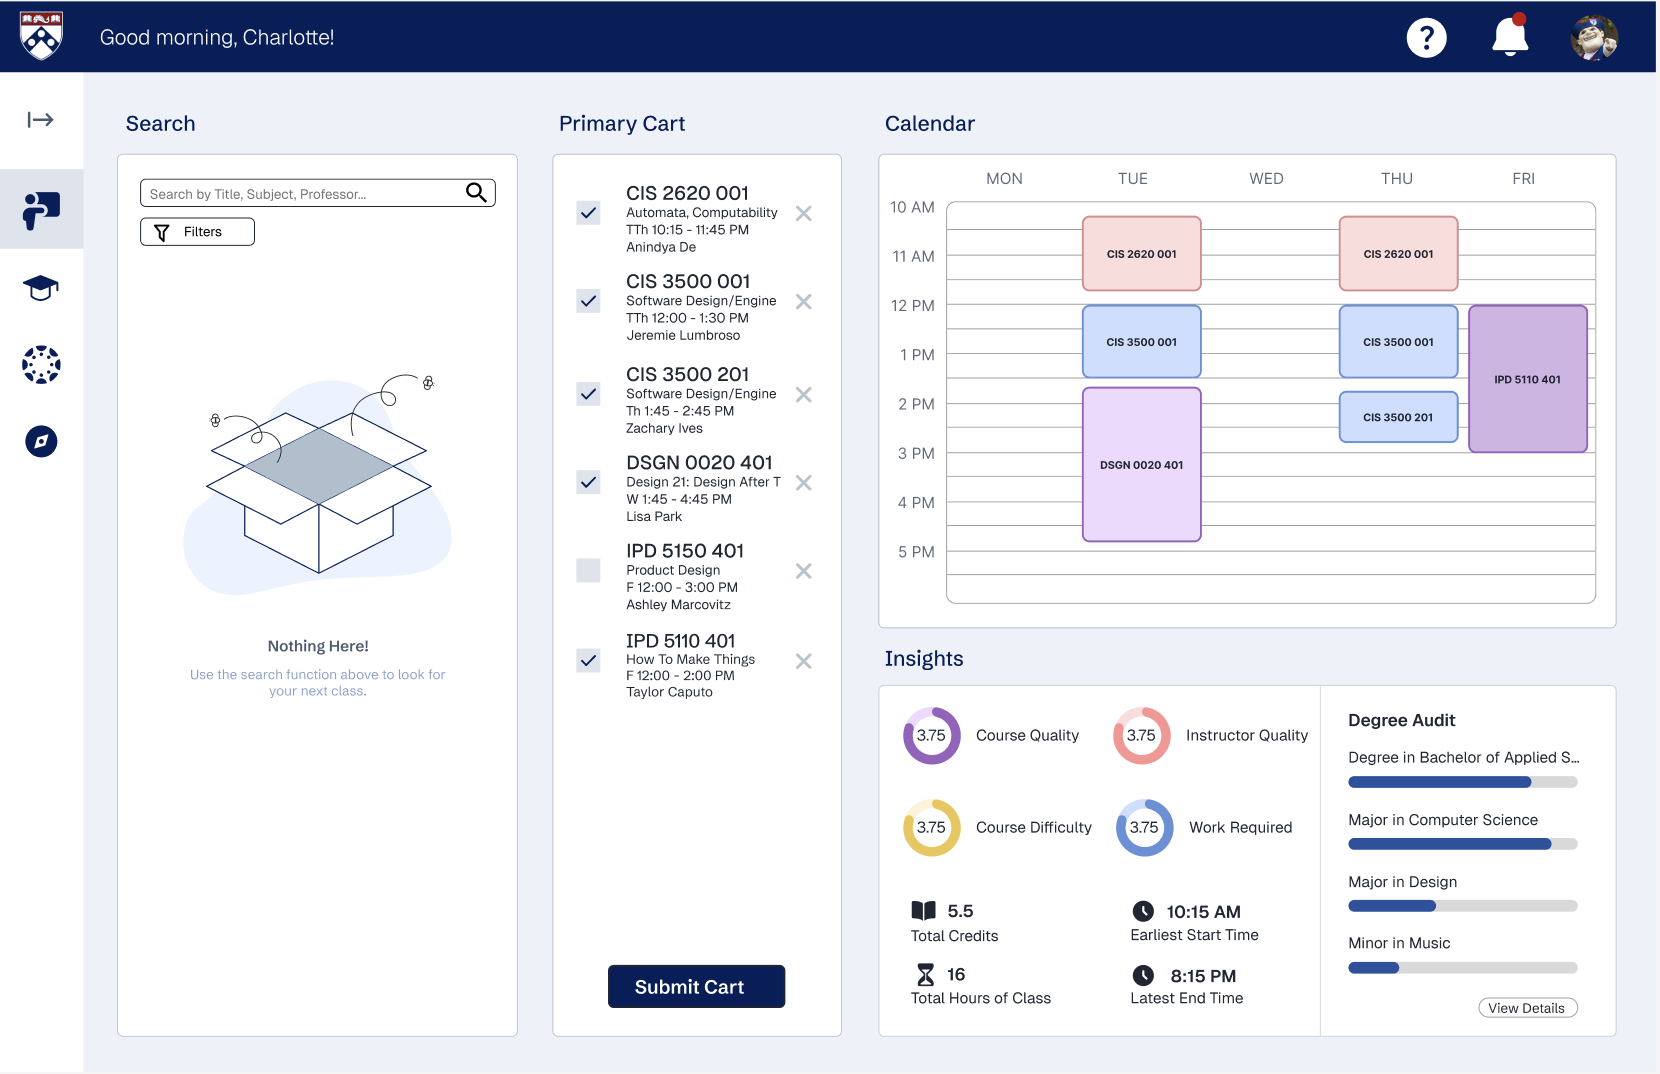 Good morning, Charlotte!
?
Search
Search by Title, Subject, Professor...
Filters
Nothing Here!
Use the search function above to look for
your next class.
Primary Cart
CIS 2620 001
Automata, Computability
TTh 10:15 - 11:45 PM
Anindya De
CIS 3500 001
Software Design/Engine
TTh 12:00 - 1:30 PM
Jeremie Lumbroso
CIS 3500 201
Software Design/Engine
Th 1:45 - 2:45 PM
Zachary Ives
DSGN 0020 401
Design 21: Design After T
W 1:45 - 4:45 PM
Lisa Park
IPD 5150 401
Product Design
F 12:00 - 3:00 PM
Ashley Marcovitz
IPD 5110 401
How To Make Things
F 12:00 - 2:00 PM
Taylor Caputo
Submit Cart
Calendar
MON TUE WED THU FRI
10 AM
CIS 2620 001 CIS 2620 001
11 AM
12 PM
CIS 3500 001 CIS 3500 001
1 PM
IPD 5110 401
2 PM
CIS 3500 201
3 PM
DSGN 0020 401
4 PM
5 PM
Insights
3.75 Course Quality
3.75 Instructor Quality
3.75 Course Difficulty
3.75 Work Required
5.5
Total Credits
10:15 AM
Earliest Start Time
16
Total Hours of Class
8:15 PM
Latest End Time
Degree Audit
Degree in Bachelor of Applied S...
Major in Computer Science
Major in Design
Minor in Music
View Details